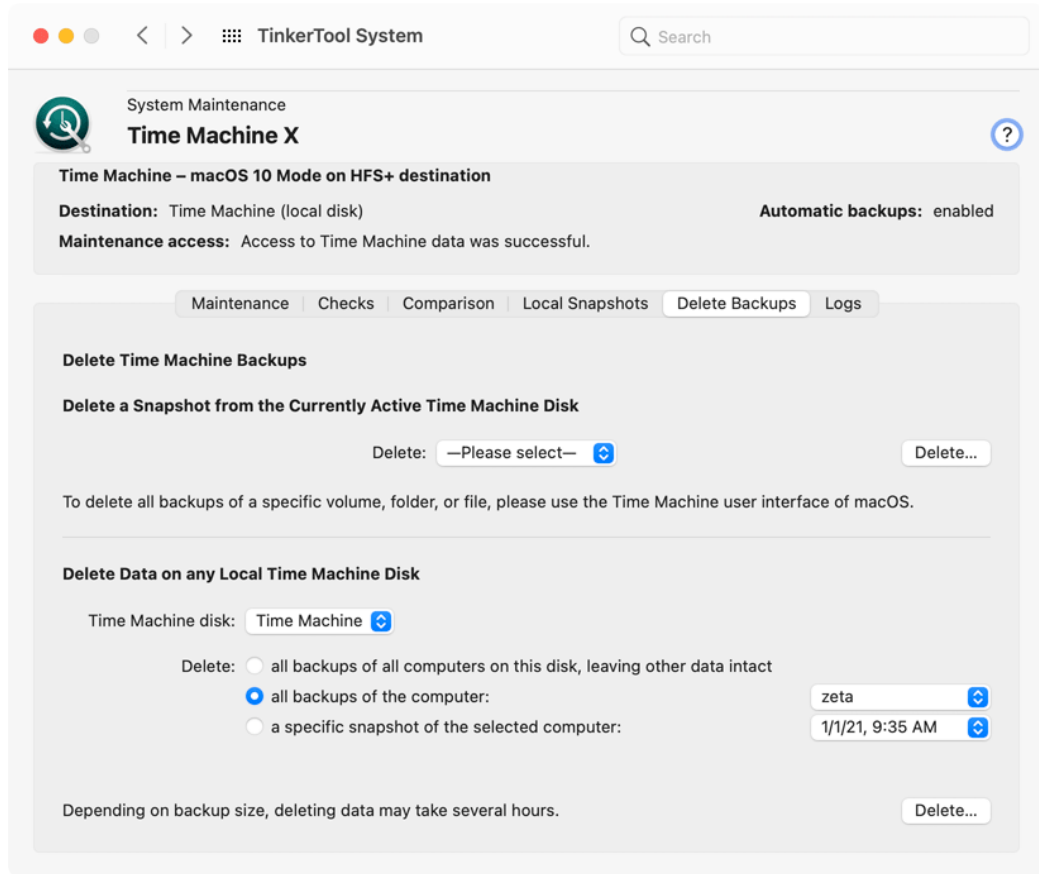 TinkerTool System
Search
System Maintenance
Time Machine X
?
Time Machine – macOS 10 Mode on HFS+ destination
Destination: Time Machine (local disk) Automatic backups: enabled
Maintenance access: Access to Time Machine data was successful.
Maintenance Checks Comparison Local Snapshots Delete Backups Logs
Delete Time Machine Backups
Delete a Snapshot from the Currently Active Time Machine Disk
Delete: —Please select— Delete...
To delete all backups of a specific volume, folder, or file, please use the Time Machine user interface of macOS.
Delete Data on any Local Time Machine Disk
Time Machine disk: Time Machine
Delete: all backups of all computers on this disk, leaving other data intact
all backups of the computer: zeta
a specific snapshot of the selected computer: 1/1/21, 9:35 AM
Depending on backup size, deleting data may take several hours. Delete...